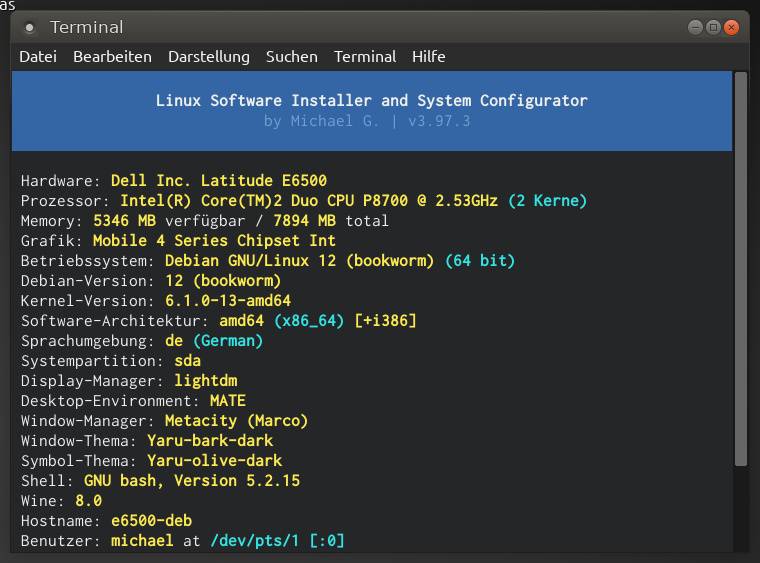 as
Terminal
Datei Bearbeiten Darstellung Suchen Terminal Hilfe
Linux Software Installer and System Configurator
by Michael G. | v3.97.3
Hardware: Dell Inc. Latitude E6500
Prozessor: Intel(R) Core(TM)2 Duo CPU P8700 @ 2.53GHz (2 Kerne)
Memory: 5346 MB verfügbar / 7894 MB total
Grafik: Mobile 4 Series Chipset Int
Betriebssystem: Debian GNU/Linux 12 (bookworm) (64 bit)
Debian-Version: 12 (bookworm)
Kernel-Version: 6.1.0-13-amd64
Software-Architektur: amd64 (x86_64) [+i386]
Sprachumgebung: de (German)
Systempartition: sda
Display-Manager: lightdm
Desktop-Environment: MATE
Window-Manager: Metacity (Marco)
Window-Thema: Yaru-bark-dark
Symbol-Thema: Yaru-olive-dark
Shell: GNU bash, Version 5.2.15
Wine: 8.0
Hostname: e6500-deb
Benutzer: michael at /dev/pts/1 [:0]